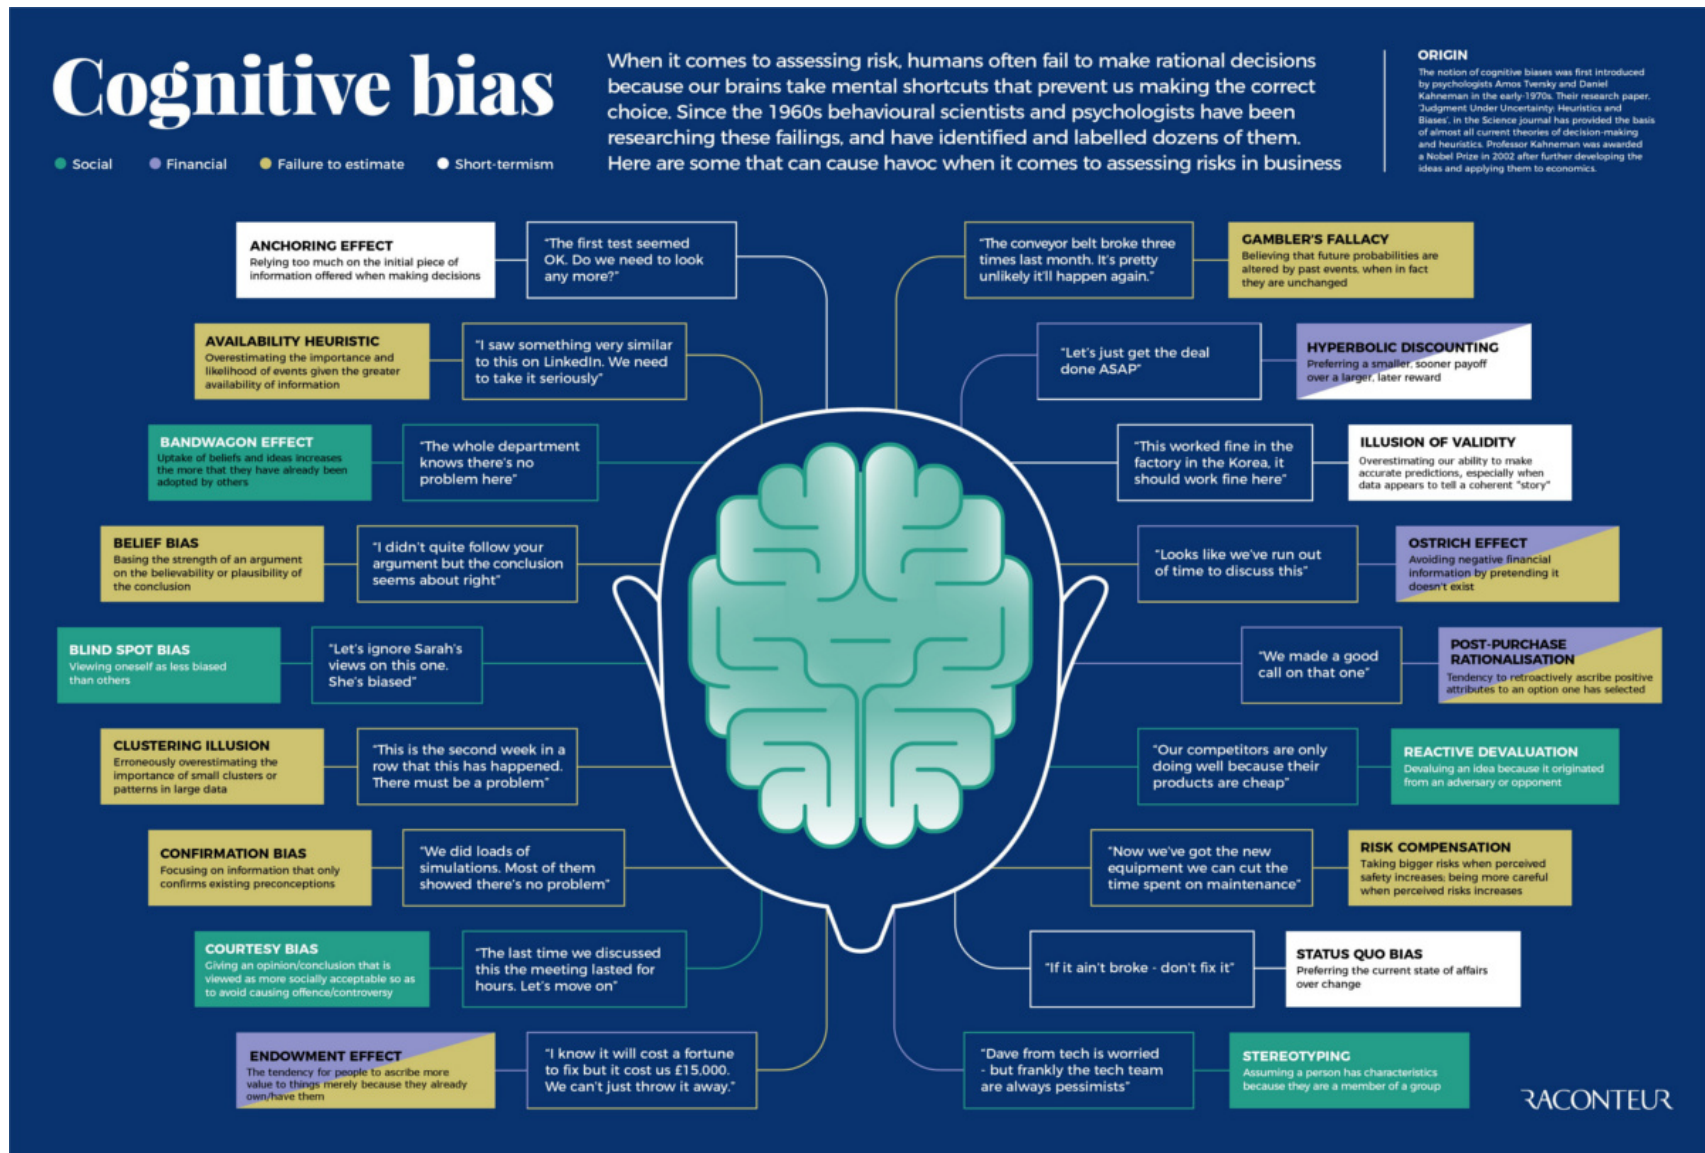 Cognitive bias
Social
Financial
Failure to estimate
Short-termism
When it comes to assessing risk, humans often fail to make rational decisions
because our brains take mental shortcuts that prevent us making the correct
choice. Since the 1960s behavioural scientists and psychologists have been
researching these failings, and have identified and labelled dozens of them.
Here are some that can cause havoc when it comes to assessing risks in business
ORIGIN
The notion of cognitive biases was first introduced
by psychologists Amos Tversky and Daniel
Kahneman in the early-1970s. Their research paper,
'Judgment Under Uncertainty: Heuristics and
Biases', in the Science journal has provided the basis
of almost all current theories of decision-making
and heuristics. Professor Kahneman was awarded
a Nobel Prize in 2002 after further developing the
ideas and applying them to economics.
ANCHORING EFFECT
Relying too much on the initial piece of
information offered when making decisions
"The first test seemed
OK. Do we need to look
any more?"
AVAILABILITY HEURISTIC
Overestimating the importance and
likelihood of events given the greater
availability of information
"I saw something very similar
to this on LinkedIn. We need
to take it seriously"
BANDWAGON EFFECT
Uptake of beliefs and ideas increases
the more that they have already been
adopted by others
"The whole department
knows there's no
problem here"
BELIEF BIAS
Basing the strength of an argument
on the believability or plausibility of
the conclusion
"I didn't quite follow your
argument but the conclusion
seems about right"
BLIND SPOT BIAS
Viewing oneself as less biased
than others
"Let's ignore Sarah's
views on this one.
She's biased"
CLUSTERING ILLUSION
Erroneously overestimating the
importance of small clusters or
patterns in large data
"This is the second week in a
row that this has happened.
There must be a problem"
CONFIRMATION BIAS
Focusing on information that only
confirms existing preconceptions
"We did loads of
simulations. Most of them
showed there's no problem"
COURTESY BIAS
Giving an opinion/conclusion that is
viewed as more socially acceptable so as
to avoid causing offence/controversy
"The last time we discussed
this the meeting lasted for
hours. Let's move on"
ENDOWMENT EFFECT
The tendency for people to ascribe more
value to things merely because they already
own/have them
"I know it will cost a fortune
to fix but it cost us £15,000.
We can't just throw it away."
"The conveyor belt broke three
times last month. It's pretty
unlikely it'll happen again."
GAMBLER'S FALLACY
Believing that future probabilities are
altered by past events, when in fact
they are unchanged
"Let's just get the deal
done ASAP"
HYPERBOLIC DISCOUNTING
Preferring a smaller, sooner payoff
over a larger, later reward
"This worked fine in the
factory in the Korea, it
should work fine here"
ILLUSION OF VALIDITY
Overestimating our ability to make
accurate predictions, especially when
data appears to tell a coherent "story"
"Looks like we've run out
of time to discuss this"
OSTRICH EFFECT
Avoiding negative financial
information by pretending it
doesn't exist
"We made a good
call on that one"
POST-PURCHASE
RATIONALISATION
Tendency to retroactively ascribe positive
attributes to an option one has selected
"Our competitors are only
doing well because their
products are cheap"
REACTIVE DEVALUATION
Devaluing an idea because it originated
from an adversary or opponent
"Now we've got the new
equipment we can cut the
time spent on maintenance"
RISK COMPENSATION
Taking bigger risks when perceived
safety increases; being more careful
when perceived risks increases
"If it ain't broke - don't fix it"
STATUS QUO BIAS
Preferring the current state of affairs
over change
"Dave from tech is worried
- but frankly the tech team
are always pessimists"
STEREOTYPING
Assuming a person has characteristics
because they are a member of a group
RACONTEUR